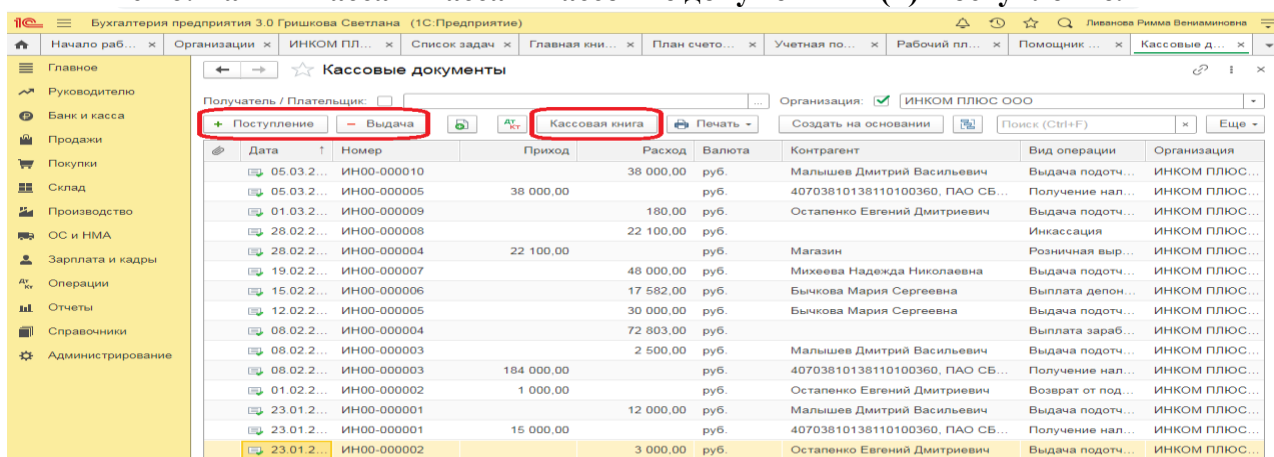 Бухгалтерия предприятия 3.0 Гришкова Светлана (1С:Предприятие) Ливанова Римма Вениаминовна
Начало раб... × Организации × ИНКОМ ПЛ... × Список задач × Главная кни... × План счето... × Учетная по... × Рабочий пл... × Помощник ... × Кассовые д... ×
Главное
Руководителю
Банк и касса
Продажи
Покупки
Склад
Производство
ОС и НМА
Зарплата и кадры
Операции
Отчеты
Справочники
Администрирование
Кассовые документы
Получатель / Плательщик: ... Организация: ИНКОМ ПЛЮС ООО
+ Поступление − Выдача Дт Кт Кассовая книга Печать Создать на основании Поиск (Ctrl+F) × Еще
Дата ↑ Номер Приход Расход Валюта Контрагент Вид операции Организация
05.03.2... ИН00-000010 38 000,00 руб. Малышев Дмитрий Васильевич Выдача подотч... ИНКОМ ПЛЮС...
05.03.2... ИН00-000005 38 000,00 руб. 40703810138110100360, ПАО СБ... Получение нал... ИНКОМ ПЛЮС...
01.03.2... ИН00-000009 180,00 руб. Остапенко Евгений Дмитриевич Выдача подотч... ИНКОМ ПЛЮС...
28.02.2... ИН00-000008 22 100,00 руб. Инкассация ИНКОМ ПЛЮС...
28.02.2... ИН00-000004 22 100,00 руб. Магазин Розничная выр... ИНКОМ ПЛЮС...
19.02.2... ИН00-000007 48 000,00 руб. Михеева Надежда Николаевна Выдача подотч... ИНКОМ ПЛЮС...
15.02.2... ИН00-000006 17 582,00 руб. Бычкова Мария Сергеевна Выплата депон... ИНКОМ ПЛЮС...
12.02.2... ИН00-000005 30 000,00 руб. Бычкова Мария Сергеевна Выдача подотч... ИНКОМ ПЛЮС...
08.02.2... ИН00-000004 72 803,00 руб. Выплата зараб... ИНКОМ ПЛЮС...
08.02.2... ИН00-000003 2 500,00 руб. Малышев Дмитрий Васильевич Выдача подотч... ИНКОМ ПЛЮС...
08.02.2... ИН00-000003 184 000,00 руб. 40703810138110100360, ПАО СБ... Получение нал... ИНКОМ ПЛЮС...
01.02.2... ИН00-000002 1 000,00 руб. Остапенко Евгений Дмитриевич Возврат от под... ИНКОМ ПЛЮС...
23.01.2... ИН00-000001 12 000,00 руб. Малышев Дмитрий Васильевич Выдача подотч... ИНКОМ ПЛЮС...
23.01.2... ИН00-000001 15 000,00 руб. 40703810138110100360, ПАО СБ... Получение нал... ИНКОМ ПЛЮС...
23.01.2... ИН00-000002 3 000,00 руб. Остапенко Евгений Дмитриевич Выдача подотч... ИНКОМ ПЛЮС...